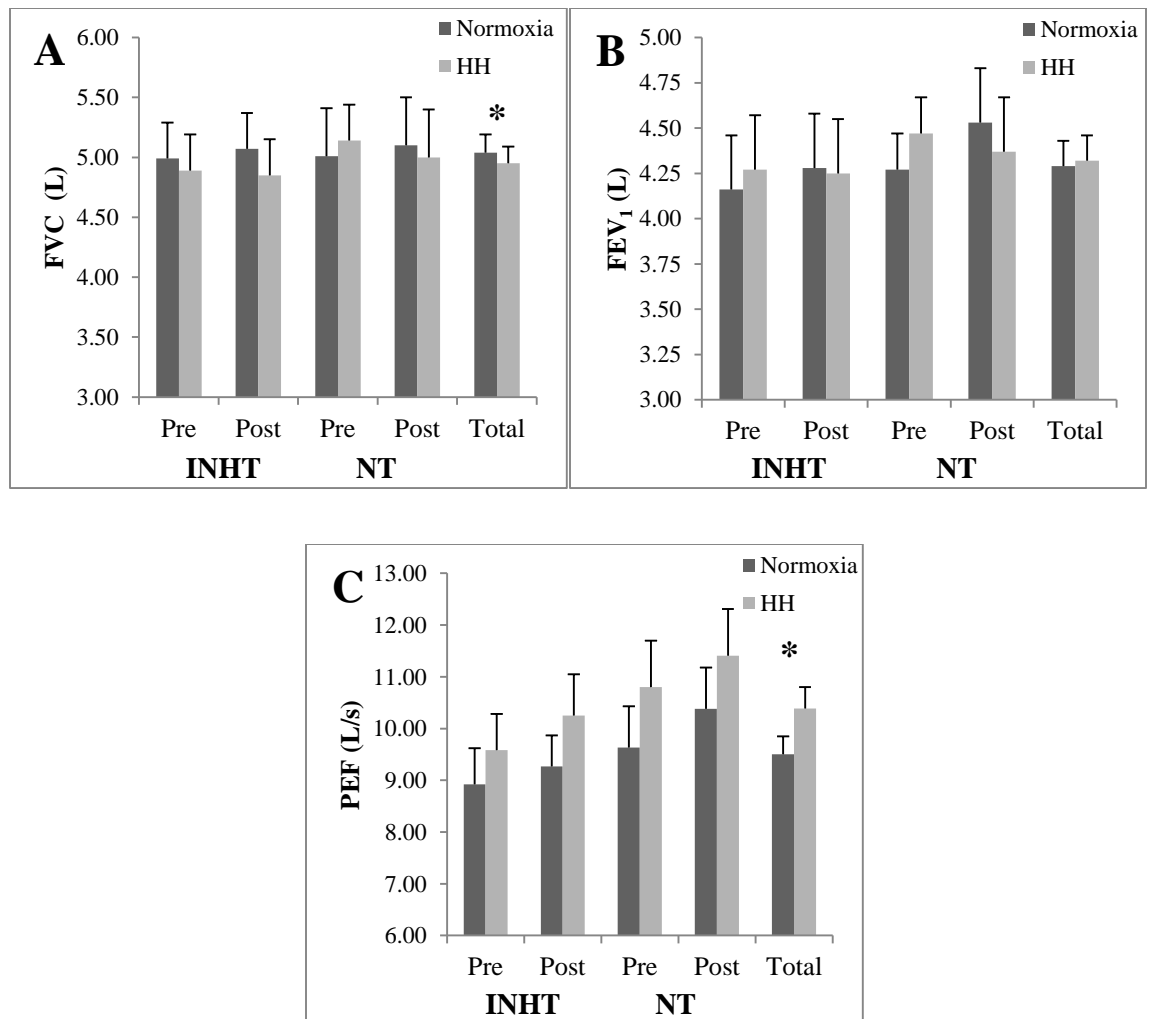 A
Normoxia
HH
*
6.00
5.50
5.00
4.50
4.00
3.50
3.00
FVC (L)
Pre Post Pre Post Total
INHT NT
B
Normoxia
HH
5.00
4.75
4.50
4.25
4.00
3.75
3.50
3.25
3.00
FEV1 (L)
Pre Post Pre Post Total
INHT NT
C
Normoxia
HH
*
13.00
12.00
11.00
10.00
9.00
8.00
7.00
6.00
PEF (L/s)
Pre Post Pre Post Total
INHT NT